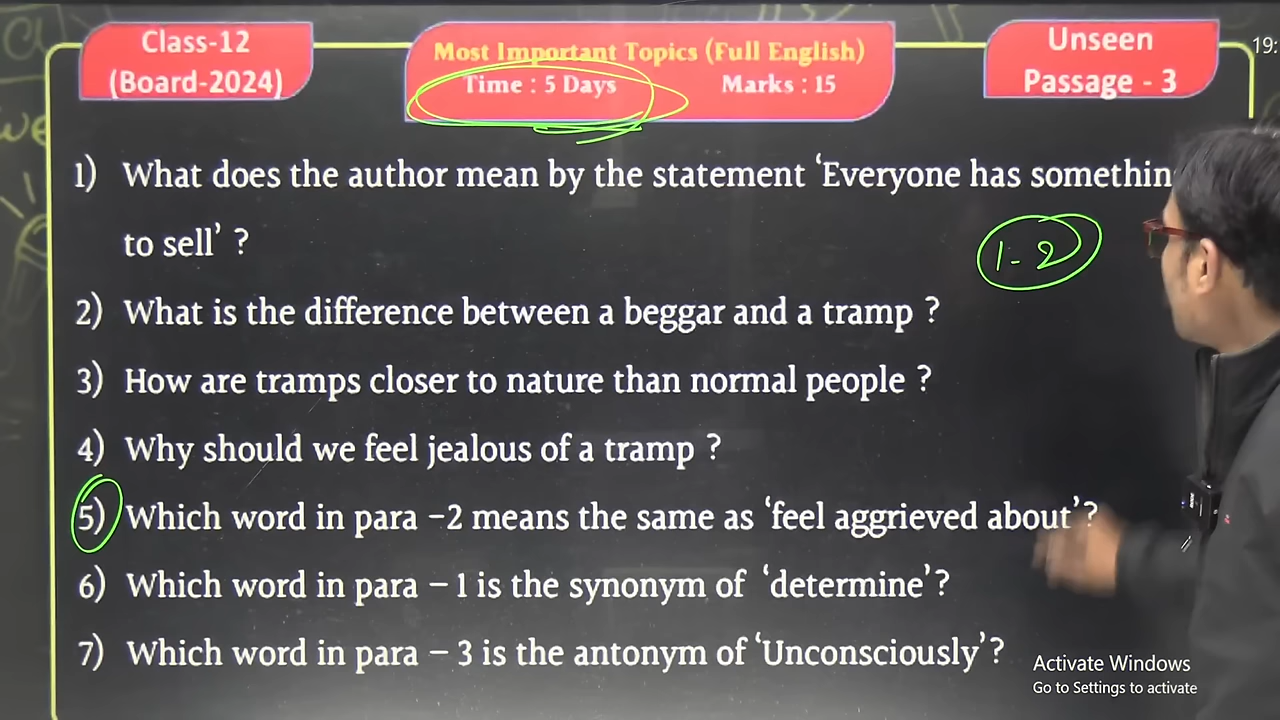 Class-12
(Board-2024)
Most Important Topics (Full English)
Time : 5 Days Marks : 15
Unseen
Passage - 3
19:
we
1) What does the author mean by the statement ‘Everyone has somethin
to sell’ ?
1-2
2) What is the difference between a beggar and a tramp ?
3) How are tramps closer to nature than normal people ?
4) Why should we feel jealous of a tramp ?
5) Which word in para -2 means the same as ‘feel aggrieved about’?
6) Which word in para - 1 is the synonym of ‘determine’?
7) Which word in para - 3 is the antonym of ‘Unconsciously’?
Activate Windows
Go to Settings to activate